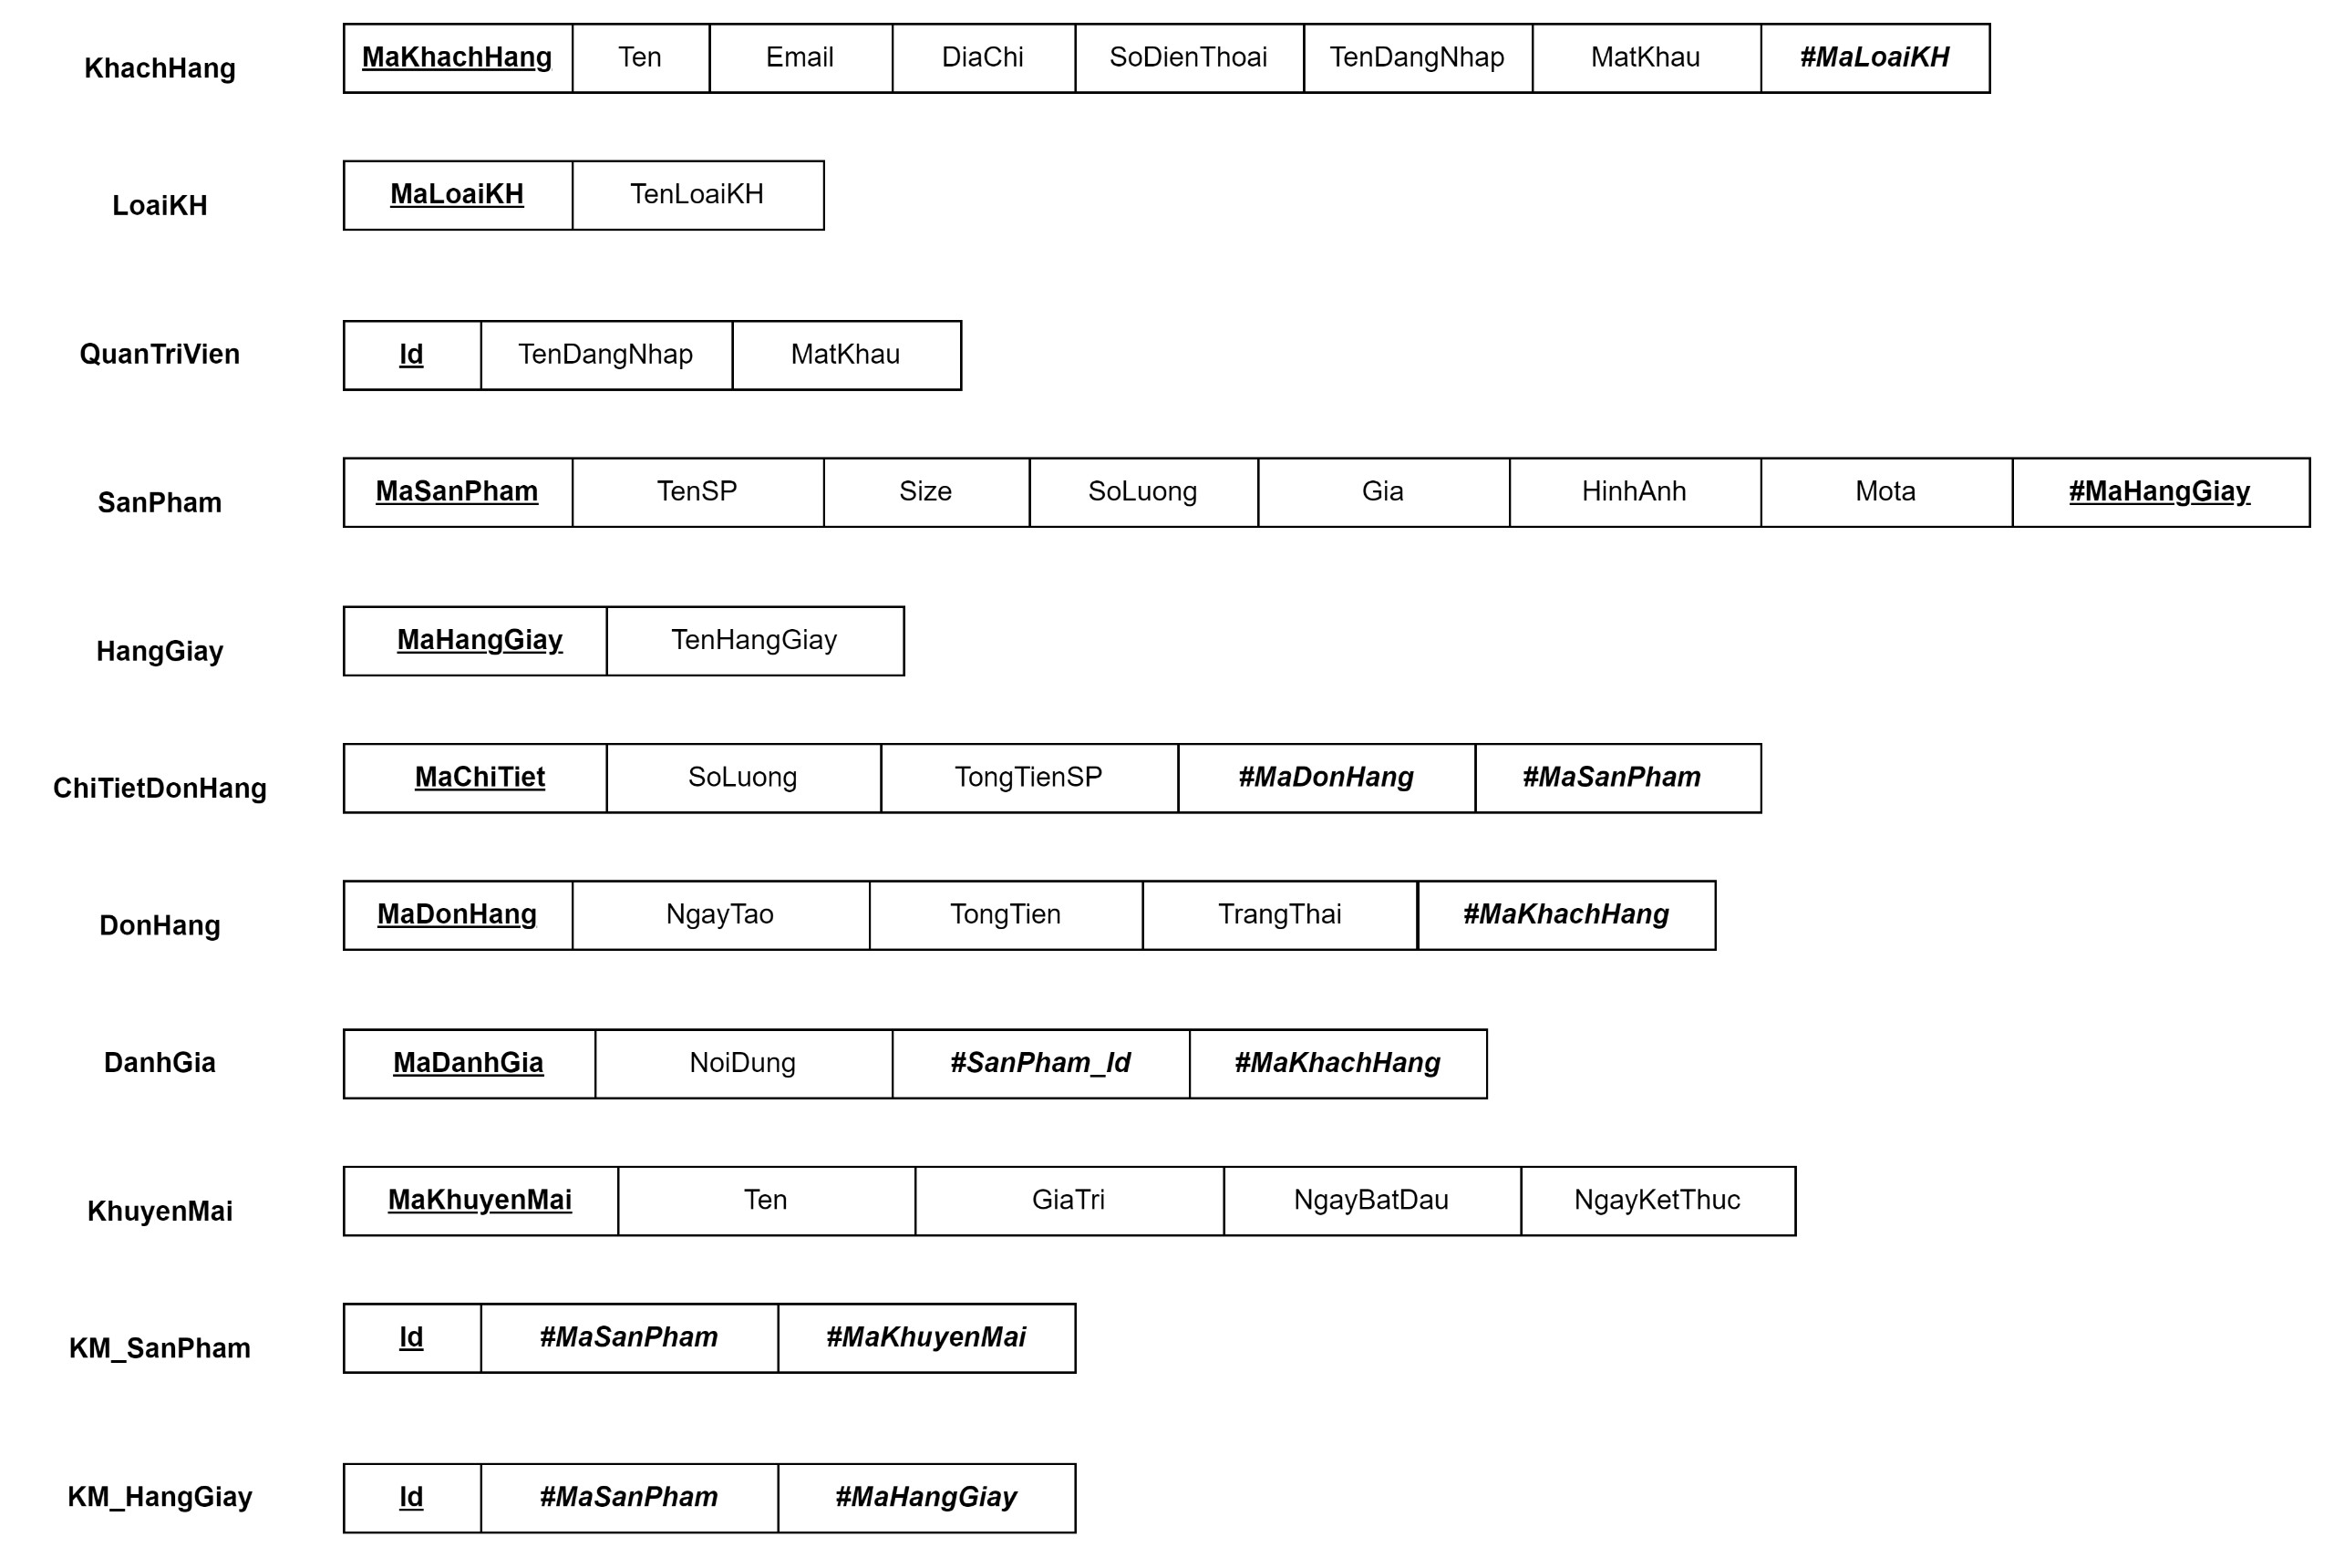 KhachHang MaKhachHang Ten Email DiaChi SoDienThoai TenDangNhap MatKhau #MaLoaiKH
LoaiKH MaLoaiKH TenLoaiKH
QuanTriVien Id TenDangNhap MatKhau
SanPham MaSanPham TenSP Size SoLuong Gia HinhAnh Mota #MaHangGiay
HangGiay MaHangGiay TenHangGiay
ChiTietDonHang MaChiTiet SoLuong TongTienSP #MaDonHang #MaSanPham
DonHang MaDonHang NgayTao TongTien TrangThai #MaKhachHang
DanhGia MaDanhGia NoiDung #SanPham_Id #MaKhachHang
KhuyenMai MaKhuyenMai Ten GiaTri NgayBatDau NgayKetThuc
KM_SanPham Id #MaSanPham #MaKhuyenMai
KM_HangGiay Id #MaSanPham #MaHangGiay